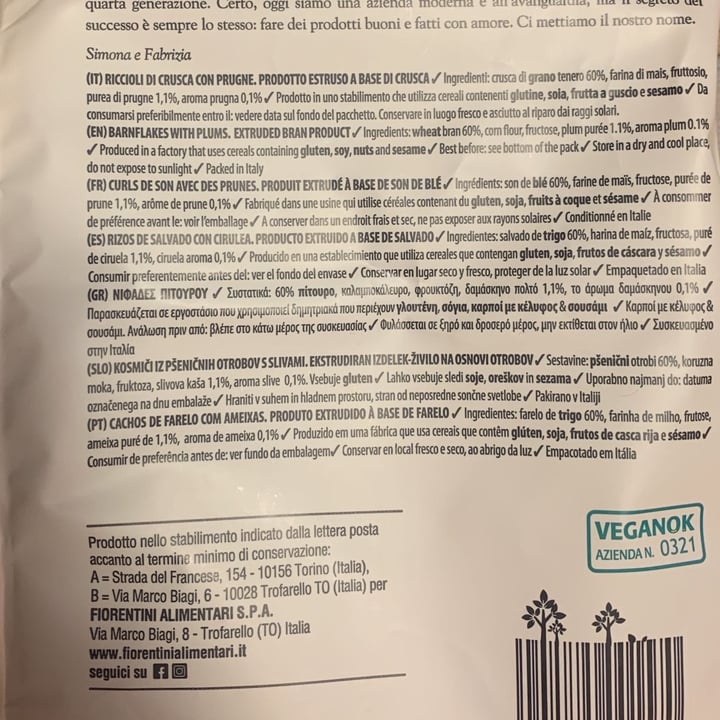 quarta generazione. Certo, oggi siamo una azienda moderna e all'avanguardia, ma il segreto del
successo è sempre lo stesso: fare dei prodotti buoni e fatti con amore. Ci mettiamo il nostro nome.
Simona e Fabrizia
(IT) RICCIOLI DI CRUSCA CON PRUGNE. PRODOTTO ESTRUSO A BASE DI CRUSCA ✓ Ingredienti: crusca di grano tenero 60%, farina di mais, fruttosio,
purea di prugne 1,1%, aroma prugna 0,1% ✓ Prodotto in uno stabilimento che utilizza cereali contenenti glutine, soia, frutta a guscio e sesamo ✓ Da
consumarsi preferibilmente entro il: vedere data sul fondo del pacchetto. Conservare in luogo fresco e asciutto al riparo dai raggi solari.
(EN) BARNFLAKES WITH PLUMS. EXTRUDED BRAN PRODUCT ✓ Ingredients: wheat bran 60%, corn flour, fructose, plum purée 1.1%, aroma plum 0.1%
✓ Produced in a factory that uses cereals containing gluten, soy, nuts and sesame ✓ Best before: see bottom of the pack ✓ Store in a dry and cool place,
do not expose to sunlight ✓ Packed in Italy
(FR) CURLS DE SON AVEC DES PRUNES. PRODUIT EXTRUDÉ À BASE DE SON DE BLÉ ✓ Ingrédients: son de blé 60%, farine de maïs, fructose, purée de
prune 1,1%, arôme de prune 0,1% ✓ Fabriqué dans une usine qui utilisé céréales contenant du gluten, soja, fruits à coque et sésame ✓ À consommer
de préférence avant le: voir l'emballage ✓ A conserver dans un endroit frais et sec, ne pas exposer aux rayons solaires ✓ Conditionné en Italie
(ES) RIZOS DE SALVADO CON CIRULEA. PRODUCTO EXTRUIDO A BASE DE SALVADO ✓ Ingredientes: salvado de trigo 60%, harina de maíz, fructosa, puré
de ciruela 1,1%, ciruela aroma 0,1% ✓ Producido en una establecimiento que utiliza cereales que contengan gluten, soja, frutos de cáscara y sésamo ✓
Consumir preferentemente antes del: ver el fondo del envase ✓ Conservar en lugar seco y fresco, proteger de la luz solar ✓ Empaquetado en Italia
(GR) ΝΙΦΑΔΕΣ ΠΙΤΟΥΡΟΥ ✓ Συστατικά: 60% πίτουρο, καλαμποκάλευρο, φρουκτόζη, δαμάσκηνο πολτό 1,1%, το άρωμα δαμάσκηνου 0,1% ✓
Παρασκευάζεται σε εργοστάσιο που χρησιμοποιεί δημητριακά που περιέχουν γλουτένη, σόγια, καρποί με κέλυφος & σουσάμι ✓ Καρποί με κέλυφος &
σουσάμι. Ανάλωση πριν από: βλέπε στο κάτω μέρος της συσκευασίας ✓ Φυλάσσεται σε ξηρό και δροσερό μέρος, μην εκτίθεται στον ήλιο ✓ Συσκευασμένο
στην Ιταλία
(SLO) KOSMIČI IZ PŠENIČNIH OTROBOV S SLIVAMI. EKSTRUDIRAN IZDELEK-ŽIVILO NA OSNOVI OTROBOV ✓ Sestavine: pšenični otrobi 60%, koruzna
moka, fruktoza, slivova kaša 1,1%, aroma slive 0,1%. Vsebuje gluten ✓ Lahko vsebuje sledi soje, oreškov in sezama ✓ Uporabno najmanj do: datuma
označenega na dnu embalaže ✓ Hraniti v suhem in hladnem prostoru, stran od neposredne sončne svetlobe ✓ Pakirano v Italiji
(PT) CACHOS DE FARELO COM AMEIXAS. PRODUTO EXTRUDIDO À BASE DE FARELO ✓ Ingredientes: farelo de trigo 60%, farinha de milho, frutose,
ameixa puré de 1,1%, aroma de ameixa 0,1% ✓ Produzido em uma fábrica que usa cereais que contêm glúten, soja, frutos de casca rija e sésamo ✓
Consumir de preferência antes de: ver fundo da embalagem ✓ Conservar en local fresco e seco, ao abrigo da luz ✓ Empacotado em Itália
Prodotto nello stabilimento indicato dalla lettera posta
accanto al termine minimo di conservazione:
A = Strada del Francese, 154 - 10156 Torino (Italia),
B = Via Marco Biagi, 6 - 10028 Trofarello TO (Italia) per
FIORENTINI ALIMENTARI S.P.A.
Via Marco Biagi, 8 - Trofarello (TO) Italia
www.fiorentinialimentari.it
seguici su
VEGANOK
AZIENDA N. 0321